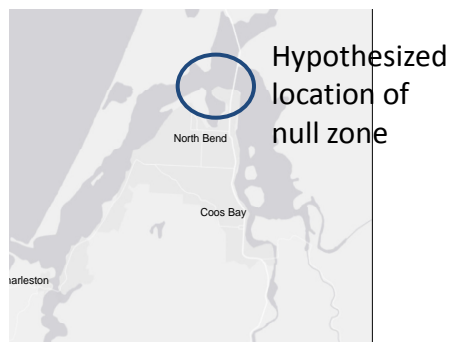 Hypothesized
location of
null zone
North Bend
Coos Bay
harleston